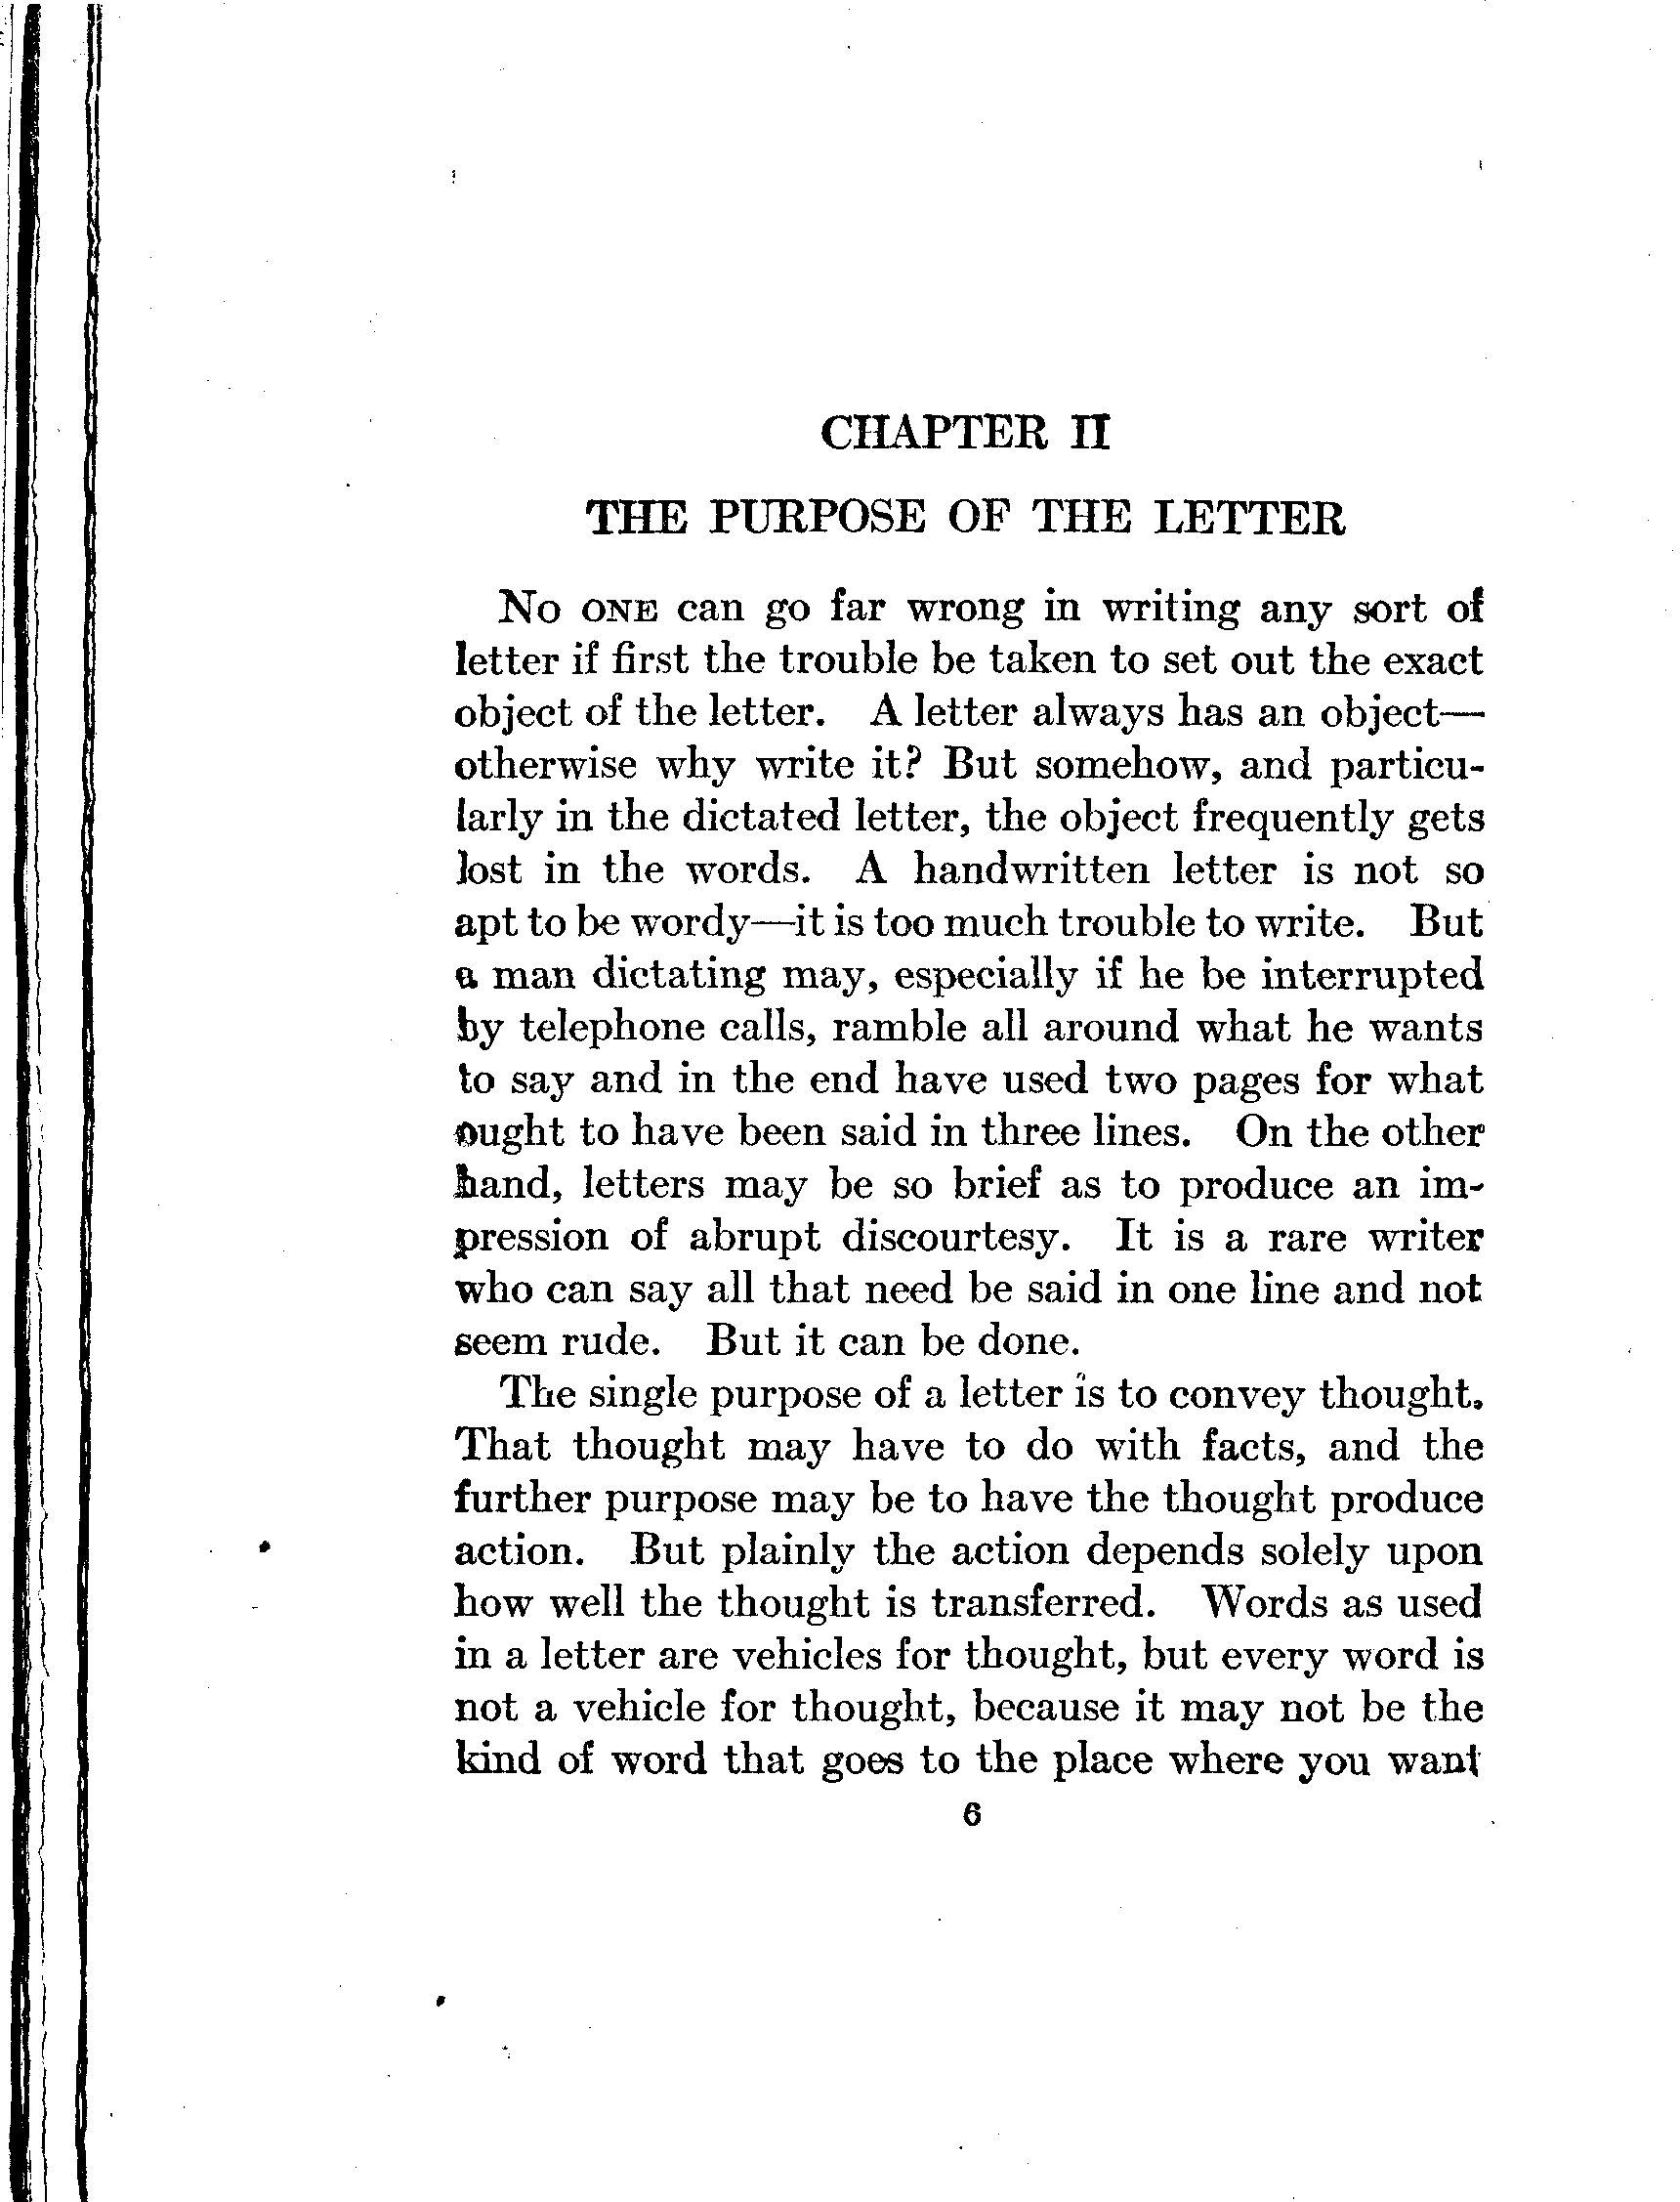 CHAPTER II
THE PURPOSE OF THE LETTER
No one can go far wrong in writing any sort of
letter if first the trouble be taken to set out the exact
object of the letter. A letter always has an object—
otherwise why write it? But somehow, and particu-
larly in the dictated letter, the object frequently gets
lost in the words. A handwritten letter is not so
apt to be wordy—it is too much trouble to write. But
a man dictating may, especially if he be interrupted
by telephone calls, ramble all around what he wants
to say and in the end have used two pages for what
ought to have been said in three lines. On the other
hand, letters may be so brief as to produce an im-
pression of abrupt discourtesy. It is a rare writer
who can say all that need be said in one line and not
seem rude. But it can be done.
The single purpose of a letter is to convey thought.
That thought may have to do with facts, and the
further purpose may be to have the thought produce
action. But plainly the action depends solely upon
how well the thought is transferred. Words as used
in a letter are vehicles for thought, but every word is
not a vehicle for thought, because it may not be the
kind of word that goes to the place where you want
6